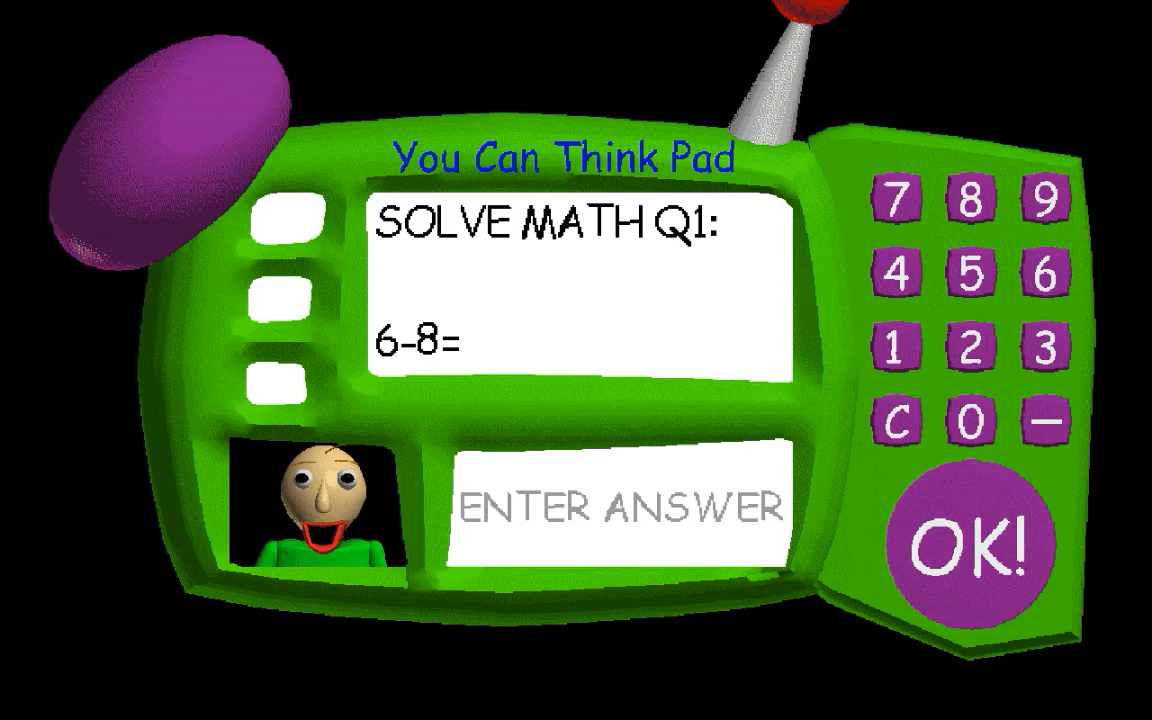 You Can Think Pad
SOLVE MATH Q1:
6-8=
ENTER ANSWER
7 8 9
4 5 6
1 2 3
C 0 -
OK!